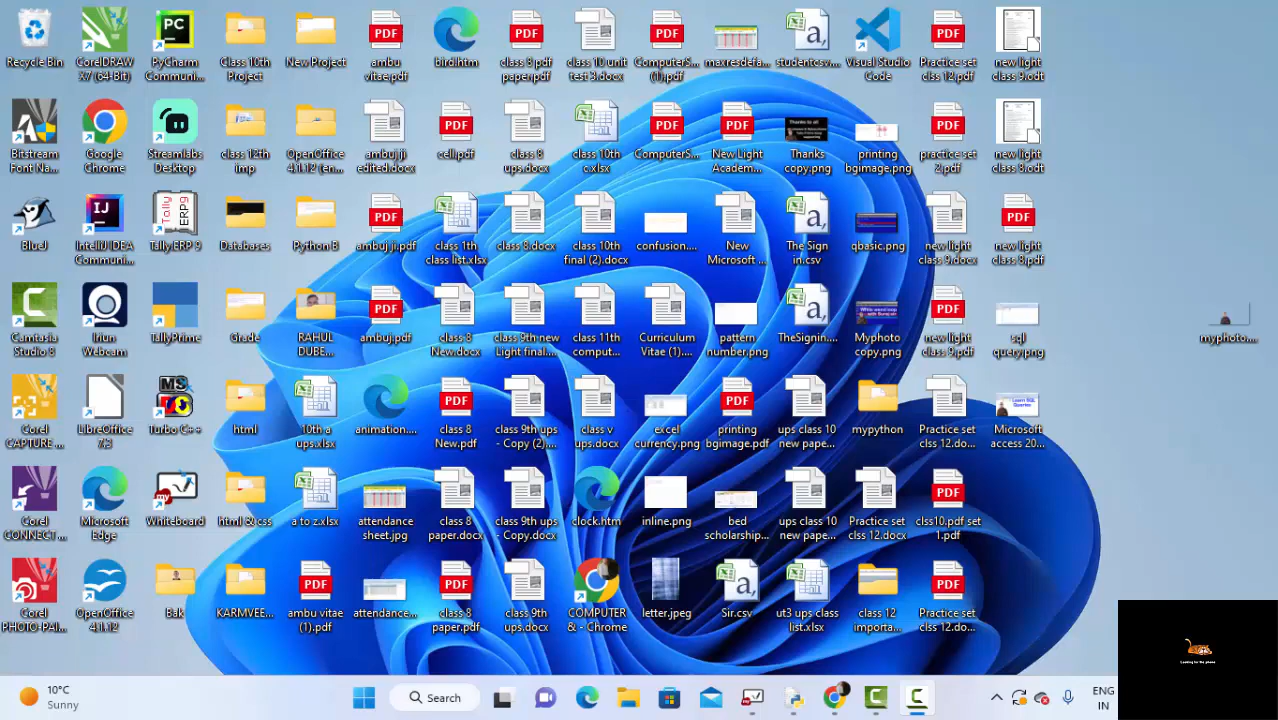 Recycle Bin
CorelDRAW X7 (64-Bit)
PyCharm Communi...
Class 10th Project
New Project
ambu vitae.pdf
bird.htm
class 8 pdf paper.pdf
class 10 unit test 3.docx
ComputerS... (1).pdf
maxresdefa...
studentcsv....
Visual Studio Code
Practice set clss 12.pdf
new light class 9.odt
Bitstream Font Na...
Google Chrome
Streamlabs Desktop
class 12th imp
OpenOffice 4.1.12 (en...
ambuj ji edited.docx
cell.pdf
class 8 ups.docx
class 10th c.xlsx
ComputerS...
New Light Academ...
Thanks copy.png
printing bgimage.png
practice set 2.pdf
new light class 8.odt
BlueJ
IntelliJ IDEA Communi...
Tally.ERP 9
Databases
Python B
ambuj ji.pdf
class 1th class list.xlsx
class 8.docx
class 10th final (2).docx
confusion....
New Microsoft ...
The Sign in.csv
qbasic.png
new light class 9.docx
new light class 8.pdf
Camtasia Studio 8
Iriun Webcam
TallyPrime
Grade
RAHUL DUBE...
ambuj.pdf
class 8 New.docx
class 9th new Light final....
class 11th comput...
Curriculum Vitae (1)....
pattern number.png
TheSignin....
Myphoto copy.png
new light class 9.pdf
sql query.png
myphoto....
Corel CAPTURE ...
LibreOffice 7.3
Turbo C++
html
10th a ups.xlsx
animation....
class 8 New.pdf
class 9th ups - Copy (2)....
class v ups.docx
excel currency.png
printing bgimage.pdf
ups class 10 new pape...
mypython
Practice set clss 12.do...
Microsoft access 20...
Corel CONNECT...
Microsoft Edge
Whiteboard
html & css
a to z.xlsx
attendance sheet.jpg
class 8 paper.docx
class 9th ups - Copy.docx
clock.htm
inline.png
bed scholarship...
ups class 10 new pape...
Practice set clss 12.docx
clss10.pdf set 1.pdf
Corel PHOTO-PAI...
OpenOffice 4.1.12
Bak
KARMVEE...
ambu vitae (1).pdf
attendance...
class 8 paper.pdf
class 9th ups.docx
COMPUTER & - Chrome
letter.jpeg
Sir.csv
ut3 ups class list.xlsx
class 12 importa...
Practice set clss 12.do...
Looking for the phone
10°C
Sunny
Search
ENG
IN